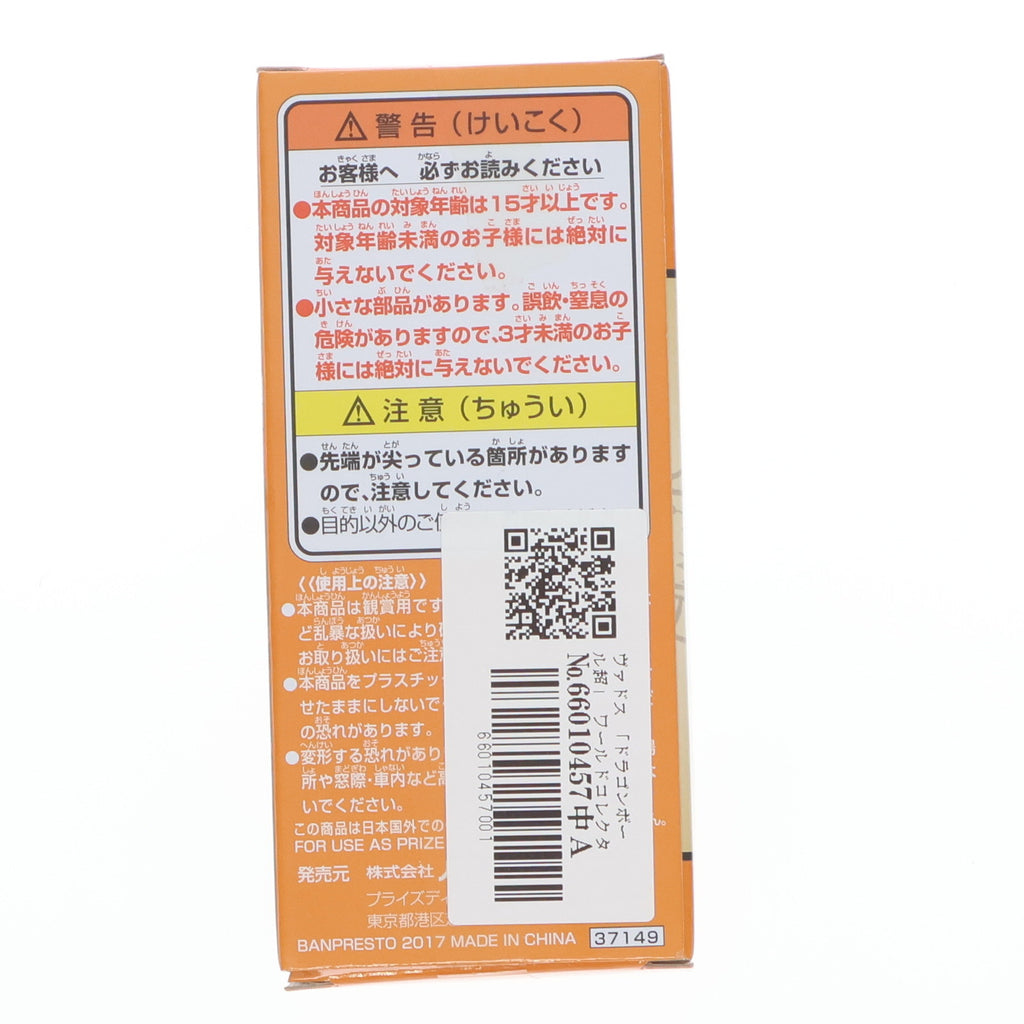 警告（けいこく）
お客様へ 必ずお読みください
●本商品の対象年齢は15才以上です。
対象年齢未満のお子様には絶対に
与えないでください。
●小さな部品があります。誤飲・窒息の
危険がありますので、3才未満のお子
様には絶対に与えないでください。
注意（ちゅうい）
●先端が尖っている箇所があります
ので、注意してください。
●目的以外のご使
〈〈使用上の注意〉〉
●本商品は観賞用です
ど乱暴な扱いにより
お取り扱いにはご注意
●本商品をプラスチッ
せたままにしないで
の恐れがあります。
●変形する恐れがあり
所や窓際・車内など高
いでください。
この商品は日本国外での
FOR USE AS PRIZE
発売元 株式会社
プライズディ
東京都港区
BANPRESTO 2017 MADE IN CHINA 37149
ヴァドス 「ドラゴンボー
ル超」 ワールドコレクタ
No.66010457中A
66010457001